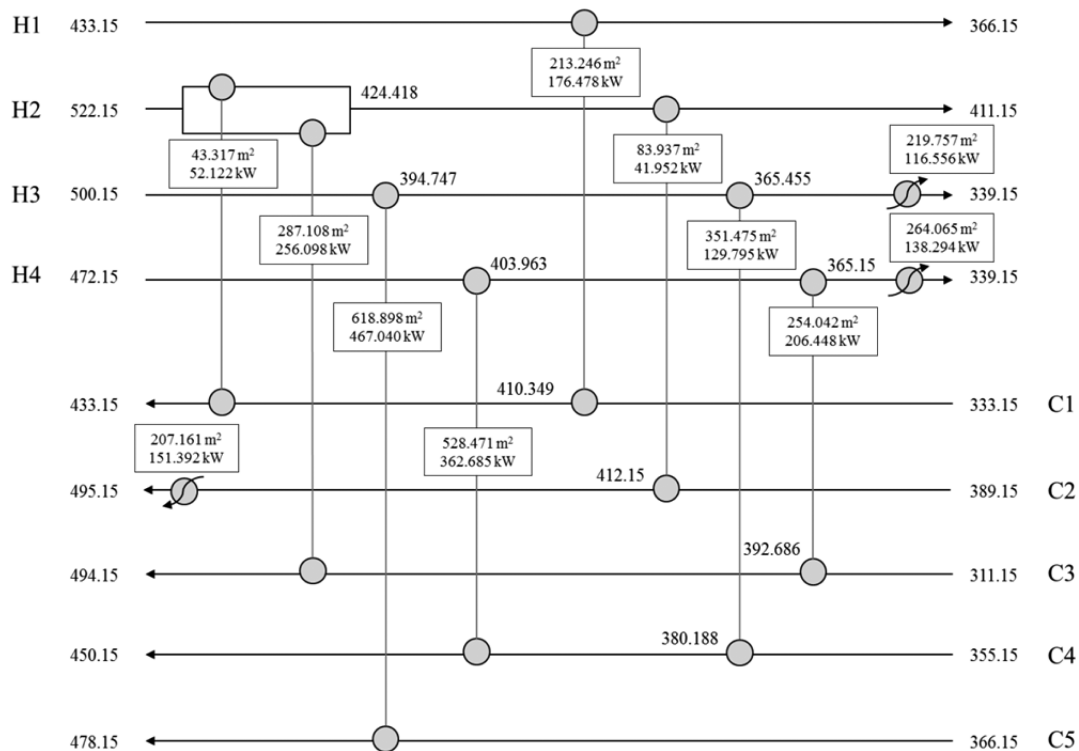 H1 433.15 366.15
213.246 m²
176.478 kW
H2 522.15 424.418 411.15
43.317 m²
52.122 kW
83.937 m²
41.952 kW
219.757 m²
116.556 kW
H3 500.15 394.747 365.455 339.15
287.108 m²
256.098 kW
351.475 m²
129.795 kW
264.065 m²
138.294 kW
H4 472.15 403.963 365.15 339.15
618.898 m²
467.040 kW
254.042 m²
206.448 kW
433.15 410.349 333.15 C1
207.161 m²
151.392 kW
528.471 m²
362.685 kW
495.15 412.15 389.15 C2
494.15 392.686 311.15 C3
450.15 380.188 355.15 C4
478.15 366.15 C5